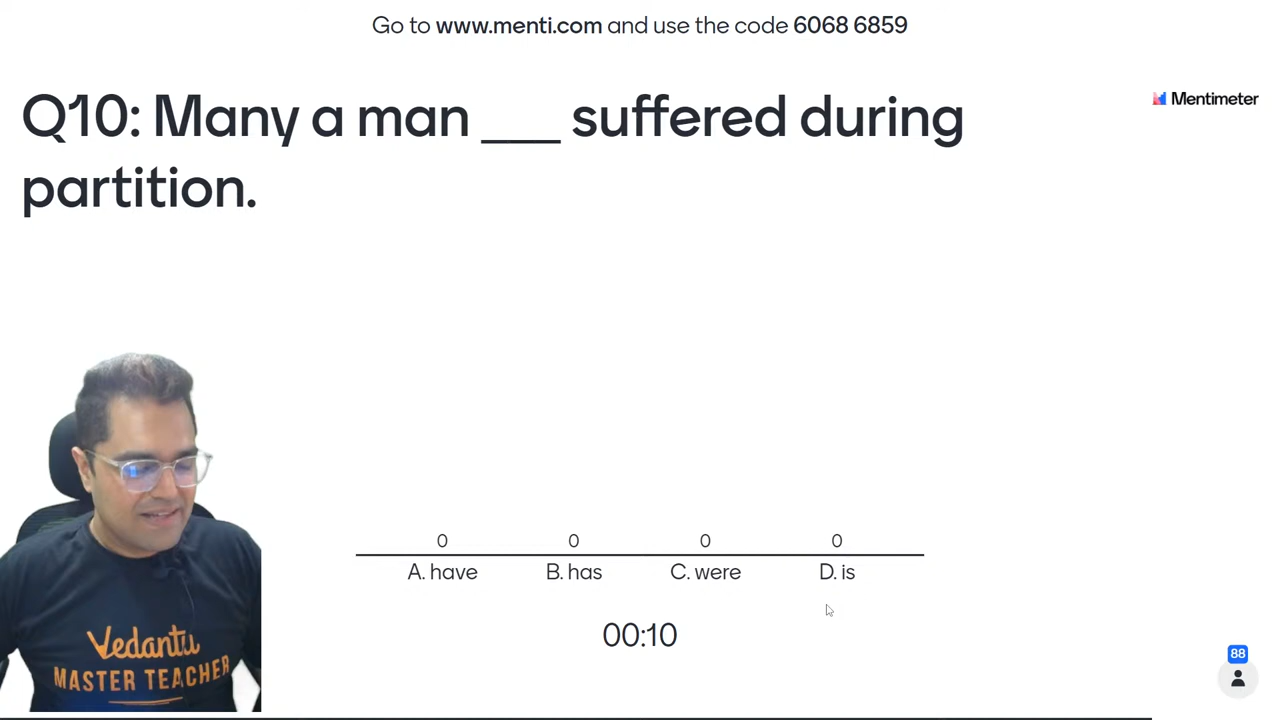 Go to www.menti.com and use the code 6068 6859
Mentimeter
Q10: Many a man ___ suffered during
partition.
0 0 0 0
A. have B. has C. were D. is
00:10
88
Vedantu
MASTER TEACHER